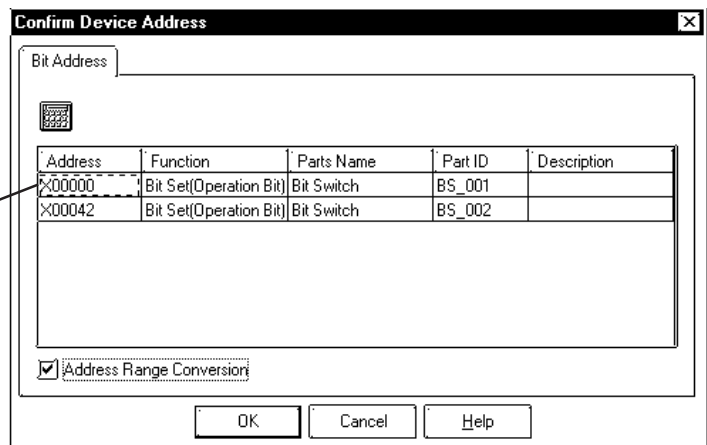 Confirm Device Address
Bit Address
Address Function Parts Name Part ID Description
X00000 Bit Set(Operation Bit) Bit Switch BS_001
X00042 Bit Set(Operation Bit) Bit Switch BS_002
Address Range Conversion
OK Cancel Help